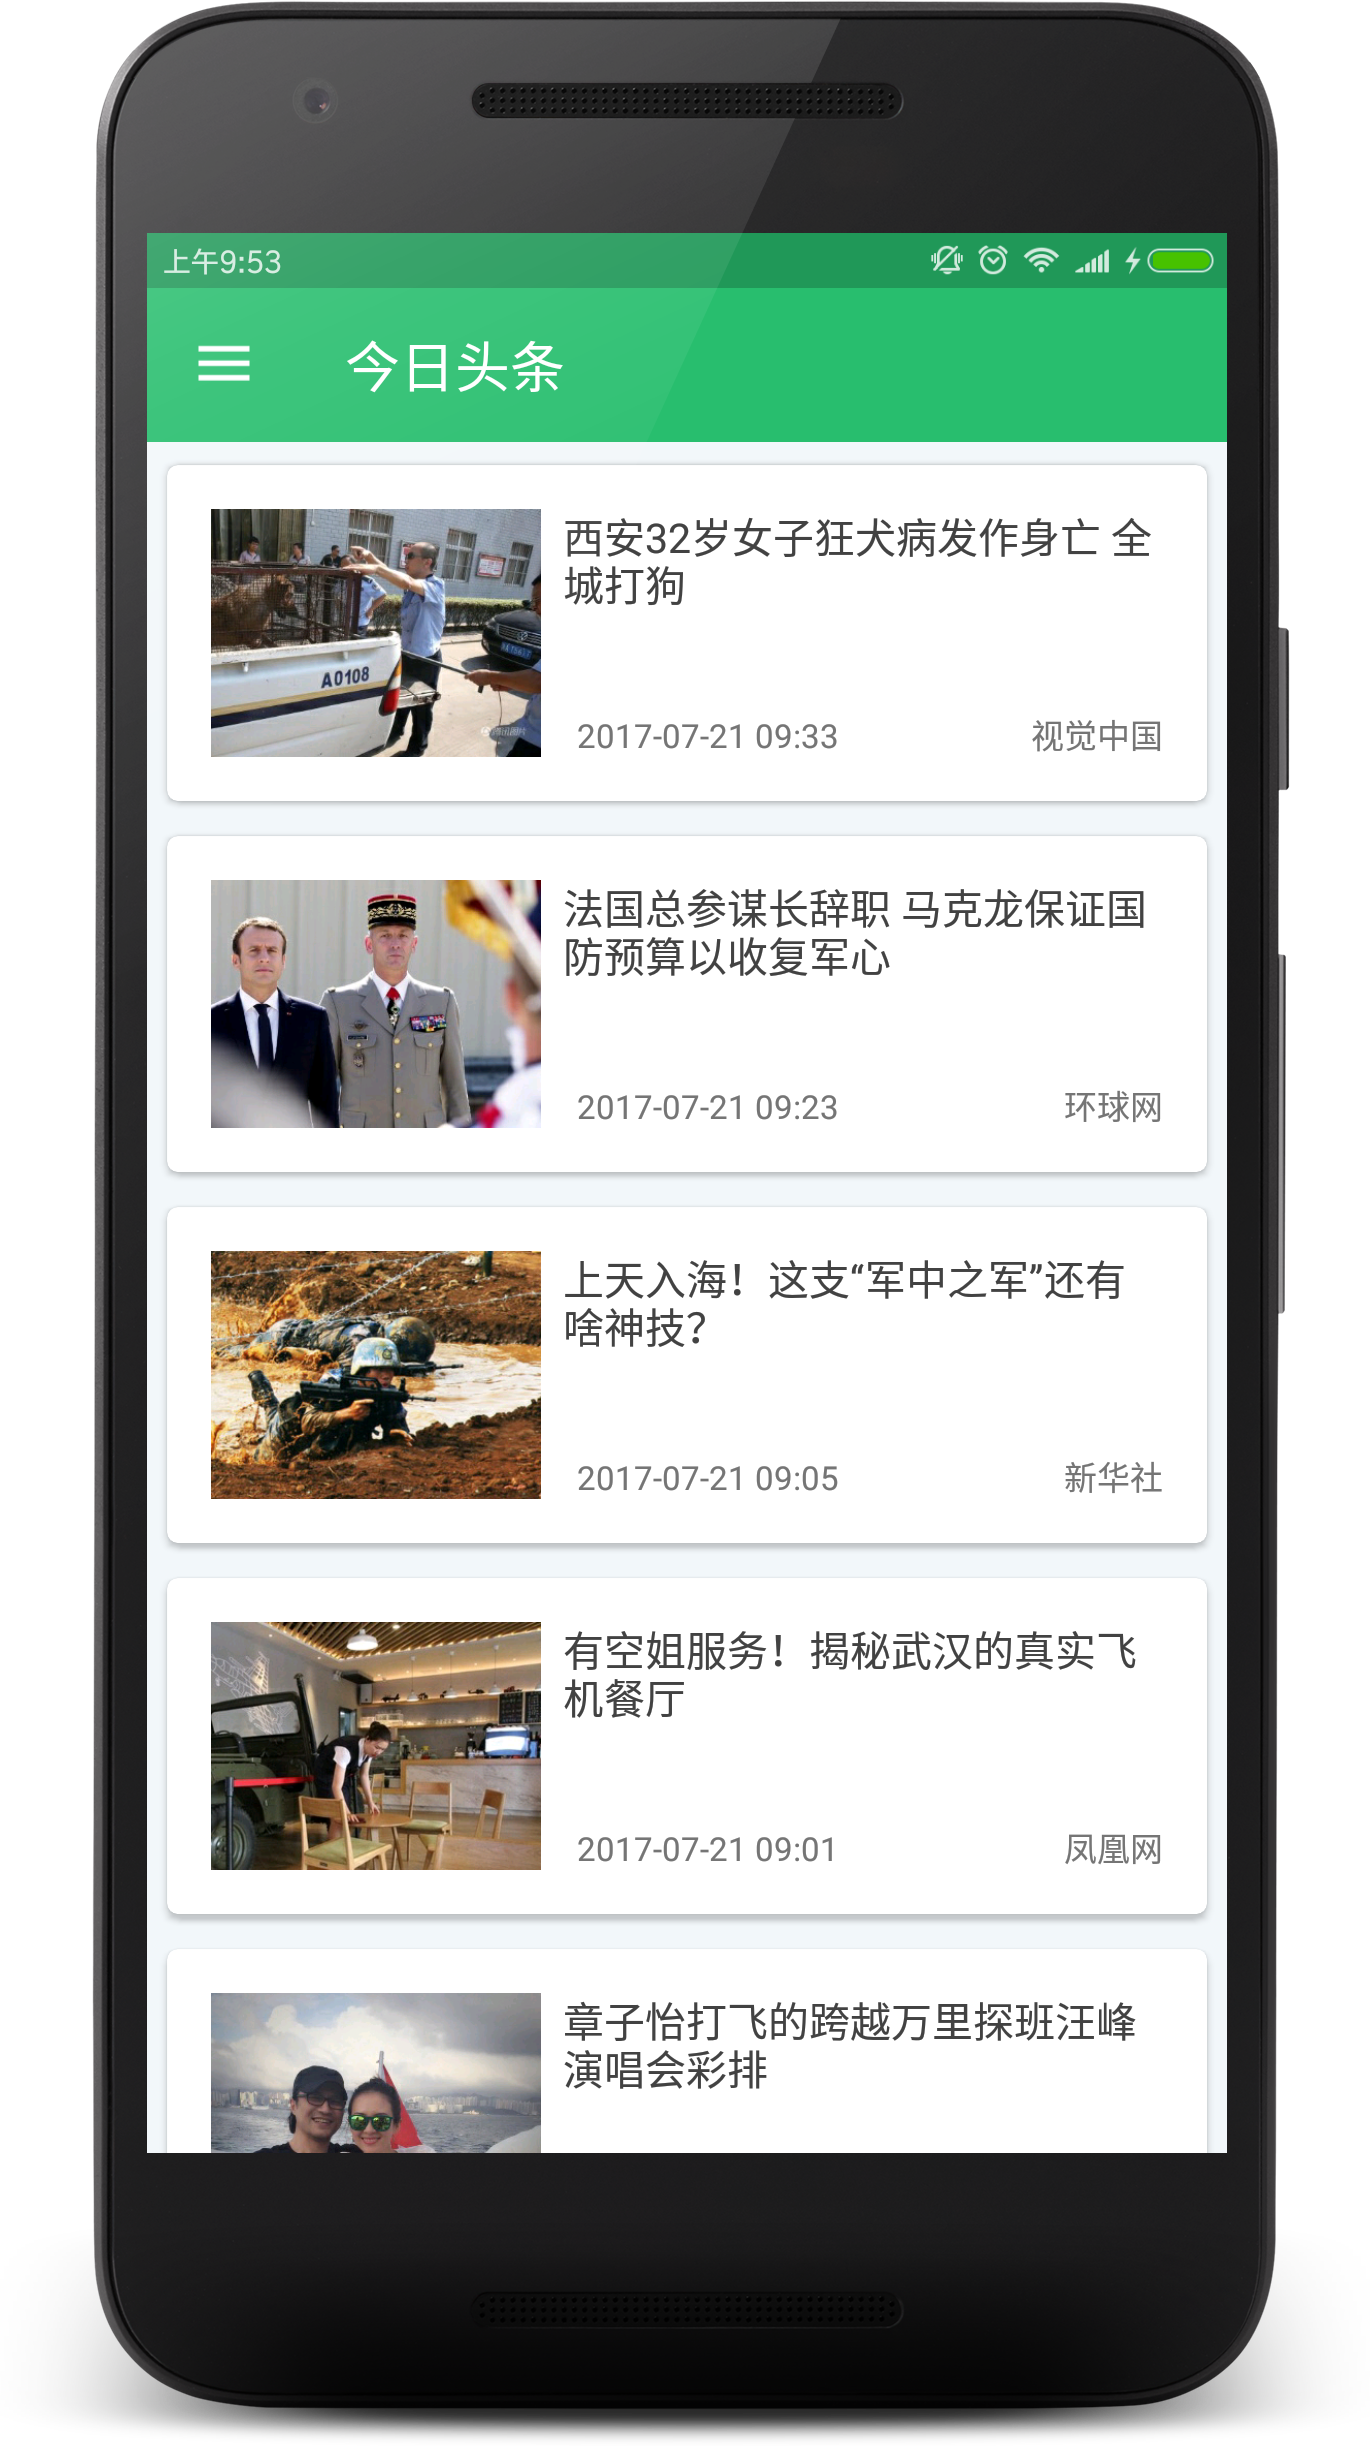 上午9:53
今日头条
西安32岁女子狂犬病发作身亡 全
城打狗
A0108
2017-07-21 09:33
视觉中国
法国总参谋长辞职 马克龙保证国
防预算以收复军心
2017-07-21 09:23
环球网
上天入海！这支“军中之军”还有
啥神技？
2017-07-21 09:05
新华社
有空姐服务！揭秘武汉的真实飞
机餐厅
2017-07-21 09:01
凤凰网
章子怡打飞的跨越万里探班汪峰
演唱会彩排